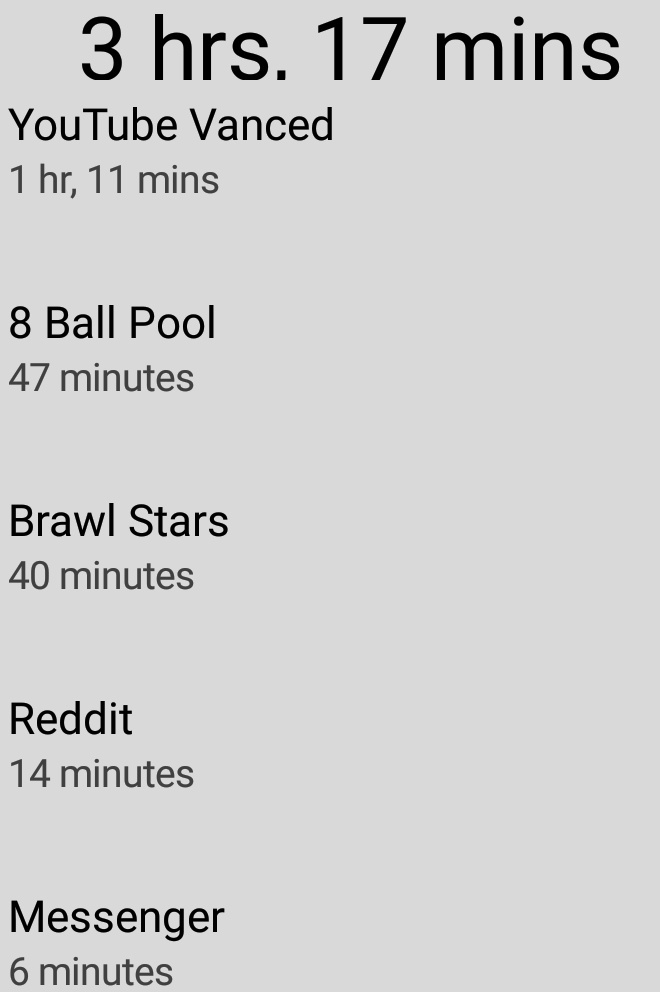 3 hrs. 17 mins
YouTube Vanced
1 hr, 11 mins
8 Ball Pool
47 minutes
Brawl Stars
40 minutes
Reddit
14 minutes
Messenger
6 minutes